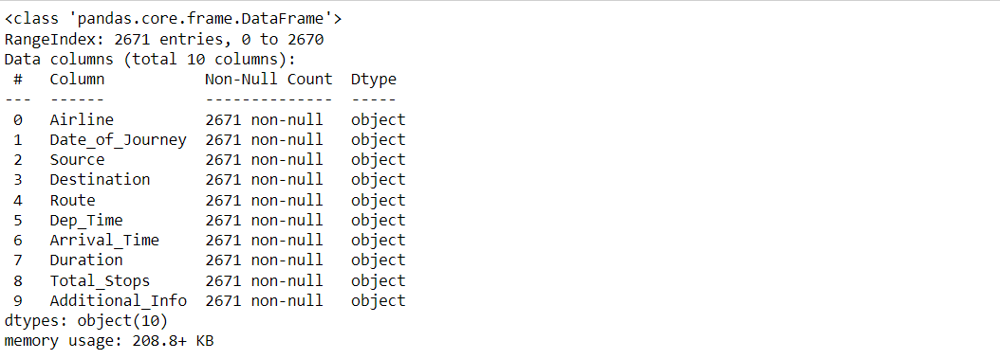 <class 'pandas.core.frame.DataFrame'>
RangeIndex: 2671 entries, 0 to 2670
Data columns (total 10 columns):
 #   Column           Non-Null Count  Dtype
---  ------           --------------  -----
 0   Airline          2671 non-null   object
 1   Date_of_Journey  2671 non-null   object
 2   Source           2671 non-null   object
 3   Destination      2671 non-null   object
 4   Route            2671 non-null   object
 5   Dep_Time         2671 non-null   object
 6   Arrival_Time     2671 non-null   object
 7   Duration         2671 non-null   object
 8   Total_Stops      2671 non-null   object
 9   Additional_Info  2671 non-null   object
dtypes: object(10)
memory usage: 208.8+ KB